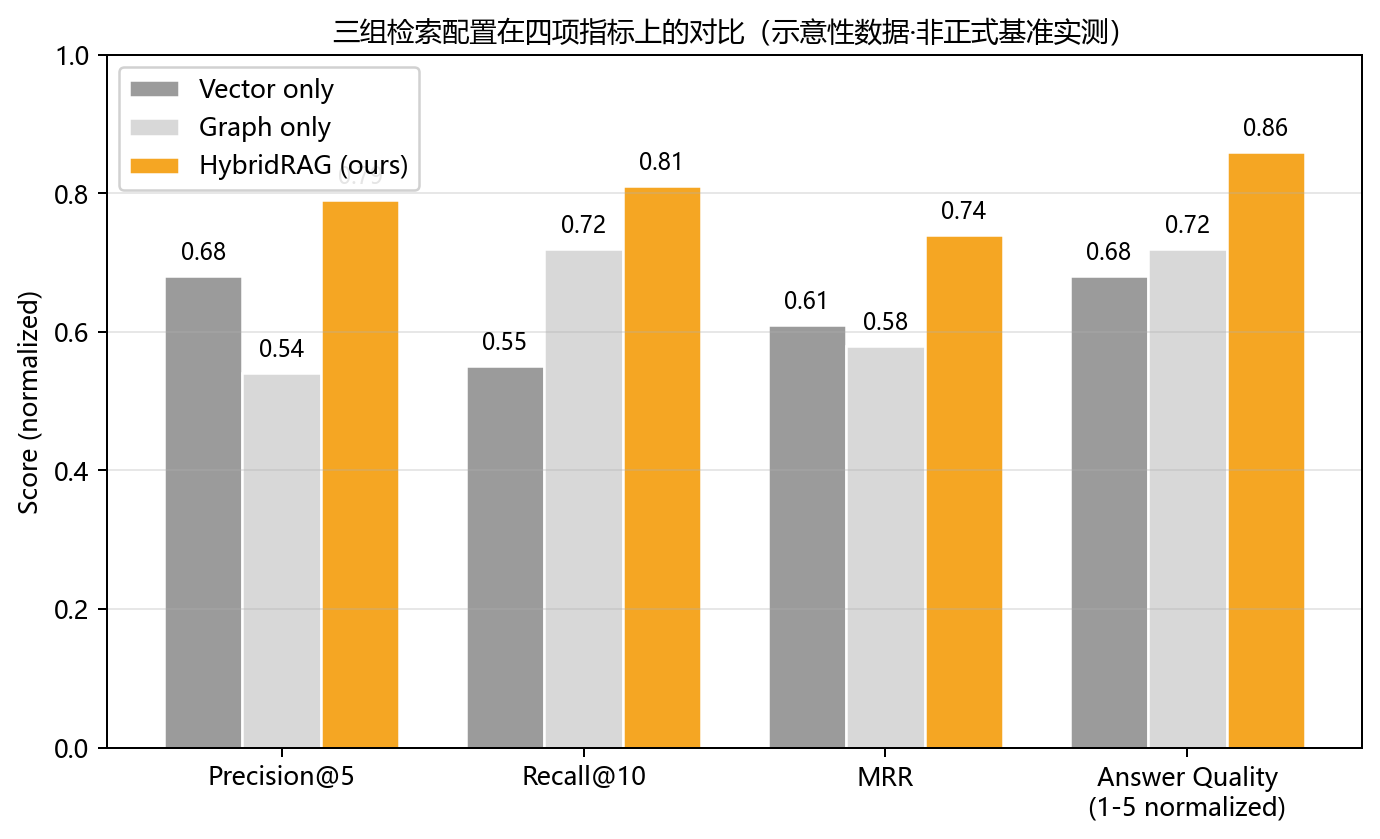 三组检索配置在四项指标上的对比（示意性数据·非正式基准实测）
1.0
0.8
0.6
0.4
0.2
0.0
Score (normalized)
Vector only
Graph only
HybridRAG (ours)
0.68
0.54
0.79
0.55
0.72
0.81
0.61
0.58
0.74
0.68
0.72
0.86
Precision@5
Recall@10
MRR
Answer Quality
(1-5 normalized)